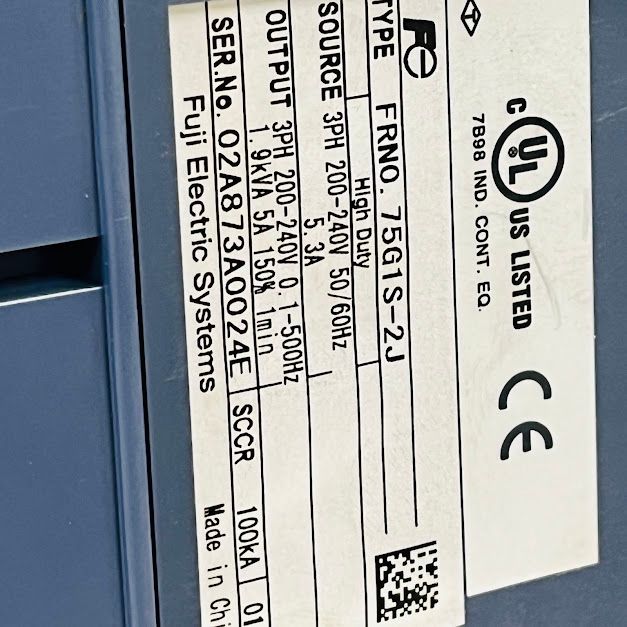 C UL US LISTED
7B98 IND. CONT. EQ.
CE
Fe
TYPE FRN0.75G1S-2J
High Duty
SOURCE 3PH 200-240V 50/60Hz
5.3A
OUTPUT 3PH 200-240V 0.1-500Hz
1.9kVA 5A 150% 1min
SER.No. 02A873A0024E SCCR 100kA 01
Fuji Electric Systems Made in Chi